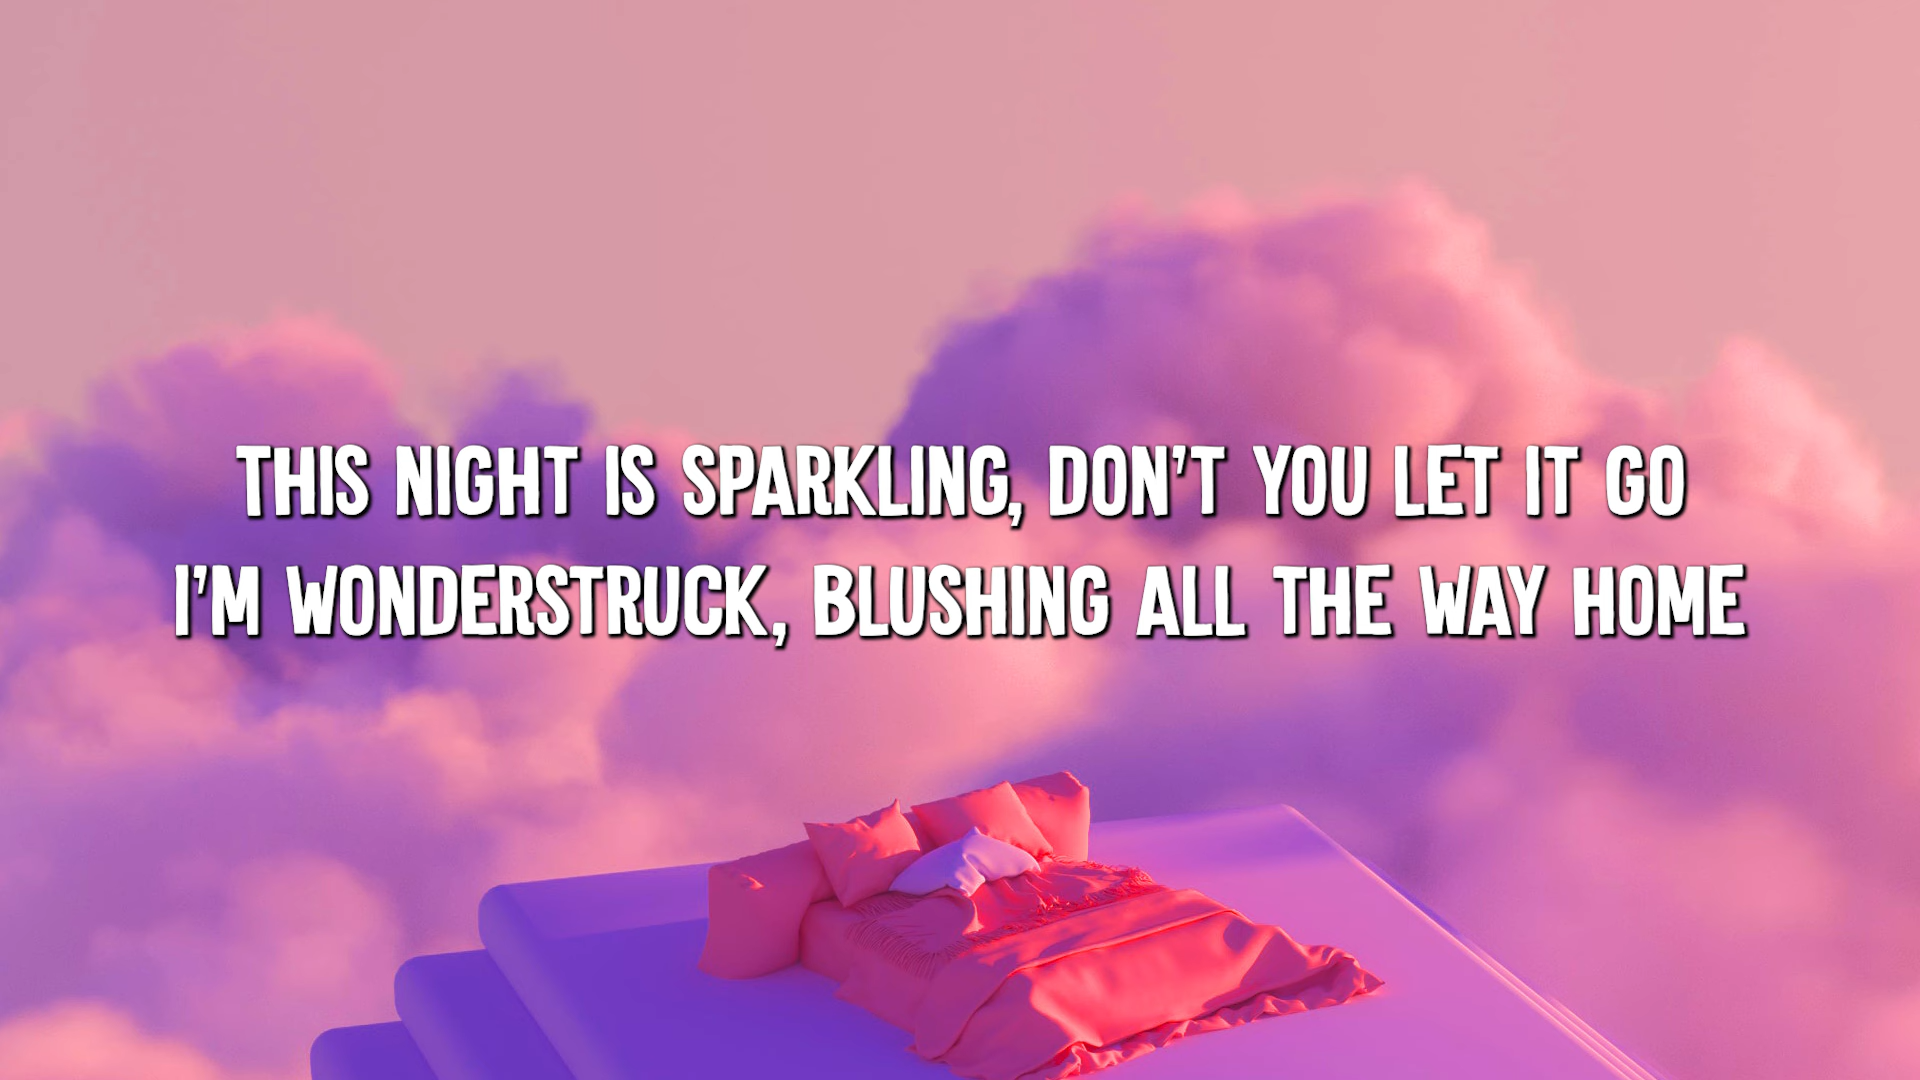 THIS NIGHT IS SPARKLING, DON'T YOU LET IT GO
I'M WONDERSTRUCK, BLUSHING ALL THE WAY HOME